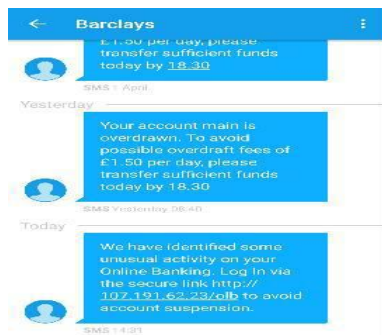 Barclays
£1.50 per day, please
transfer sufficient funds
today by 18.30
SMS 1 April
Yesterday
Your account main is
overdrawn. To avoid
possible overdraft fees of
£1.50 per day, please
transfer sufficient funds
today by 18.30
SMS Yesterday 08:40
Today
We have identified some
unusual activity on your
Online Banking. Log In via
the secure link http://
107.191.62.23/olb to avoid
account suspension.
SMS 14:21